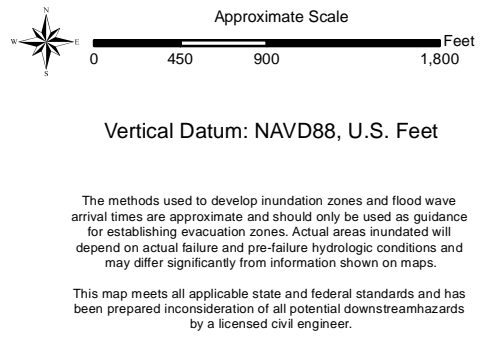 N
Approximate Scale
W E
Feet
S
0 450 900 1,800
Vertical Datum: NAVD88, U.S. Feet
The methods used to develop inundation zones and flood wave
arrival times are approximate and should only be used as guidance
for establishing evacuation zones. Actual areas inundated will
depend on actual failure and pre-failure hydrologic conditions and
may differ significantly from information shown on maps.
This map meets all applicable state and federal standards and has
been prepared inconsideration of all potential downstreamhazards
by a licensed civil engineer.